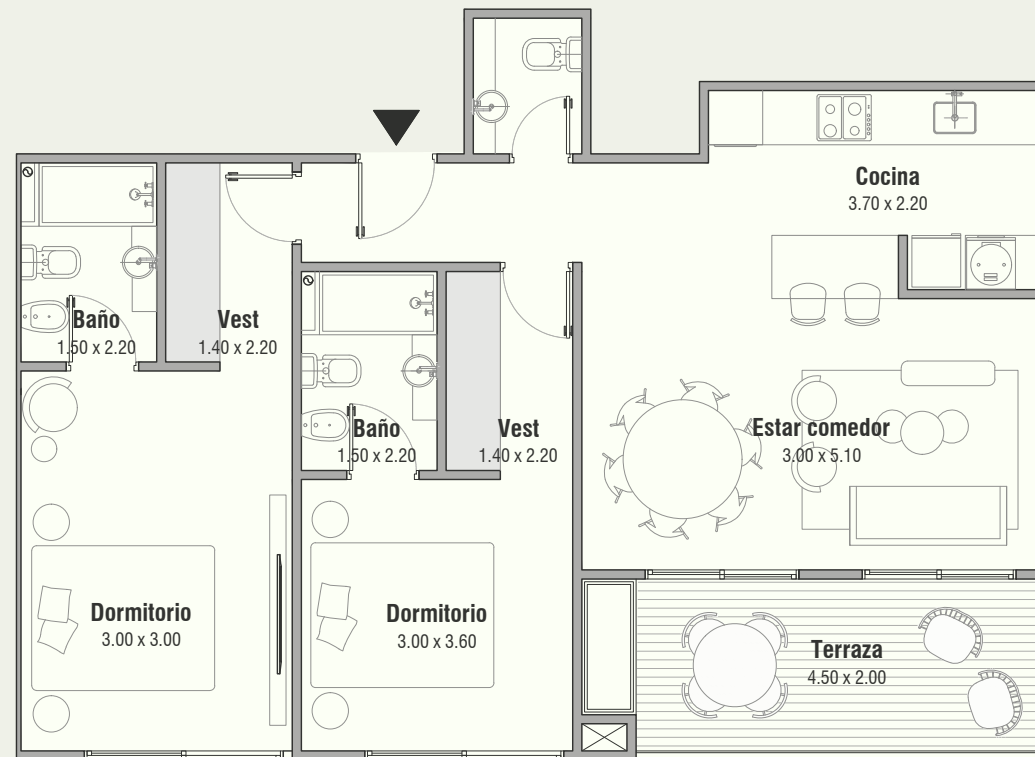 Cocina
3.70 x 2.20
Baño
1.50 x 2.20
Vest
1.40 x 2.20
Baño
1.50 x 2.20
Vest
1.40 x 2.20
Estar comedor
3.00 x 5.10
Dormitorio
3.00 x 3.00
Dormitorio
3.00 x 3.60
Terraza
4.50 x 2.00